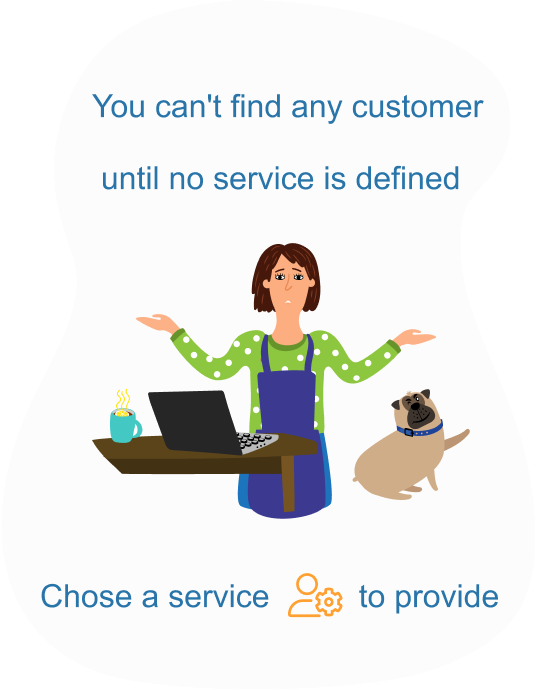 You can't find any customer
until no service is defined
Chose a service to provide